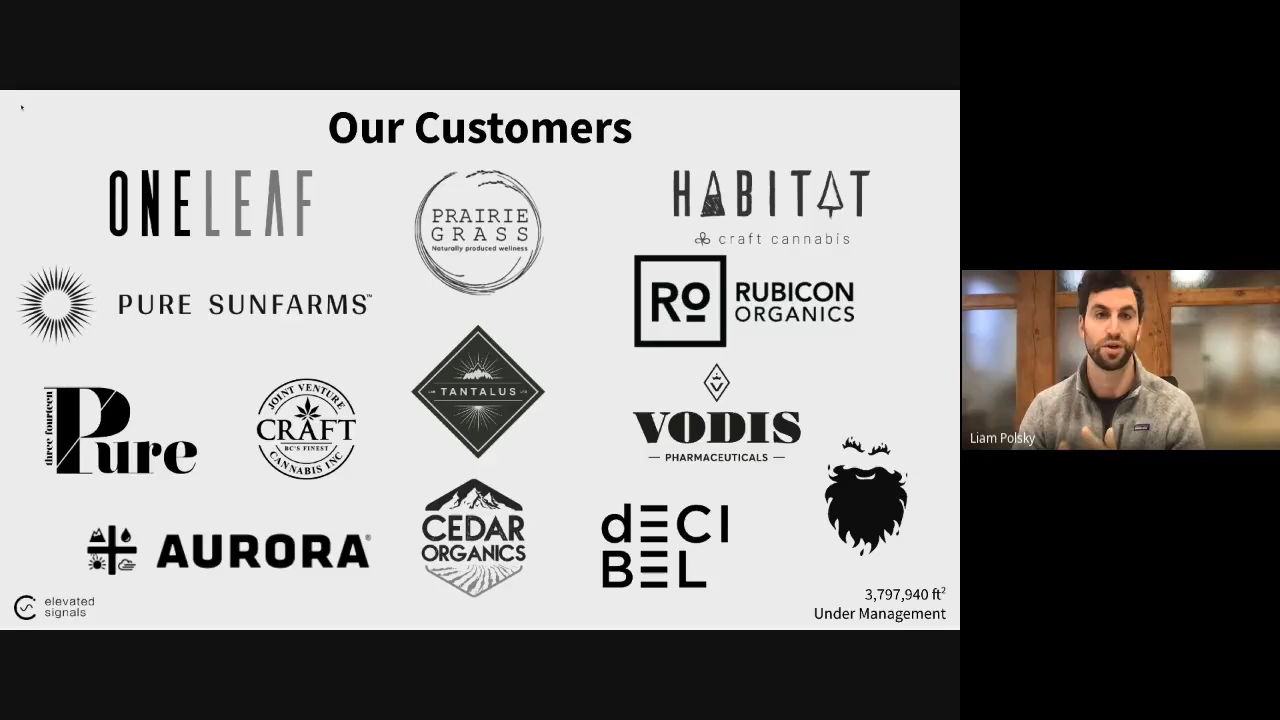 Our Customers
ONELEAF
PRAIRIE
GRASS
Naturally produced wellness
HABITAT
craft cannabis
PURE SUNFARMS™
RO
RUBICON
ORGANICS
three fourteen
Pure
JOINT VENTURE
CRAFT
BC'S FINEST
CANNABIS INC
TANTALUS
VODIS
PHARMACEUTICALS
AURORA®
CEDAR
ORGANICS
dECI
BEL
elevated
signals
3,797,940 ft²
Under Management
Liam Polsky